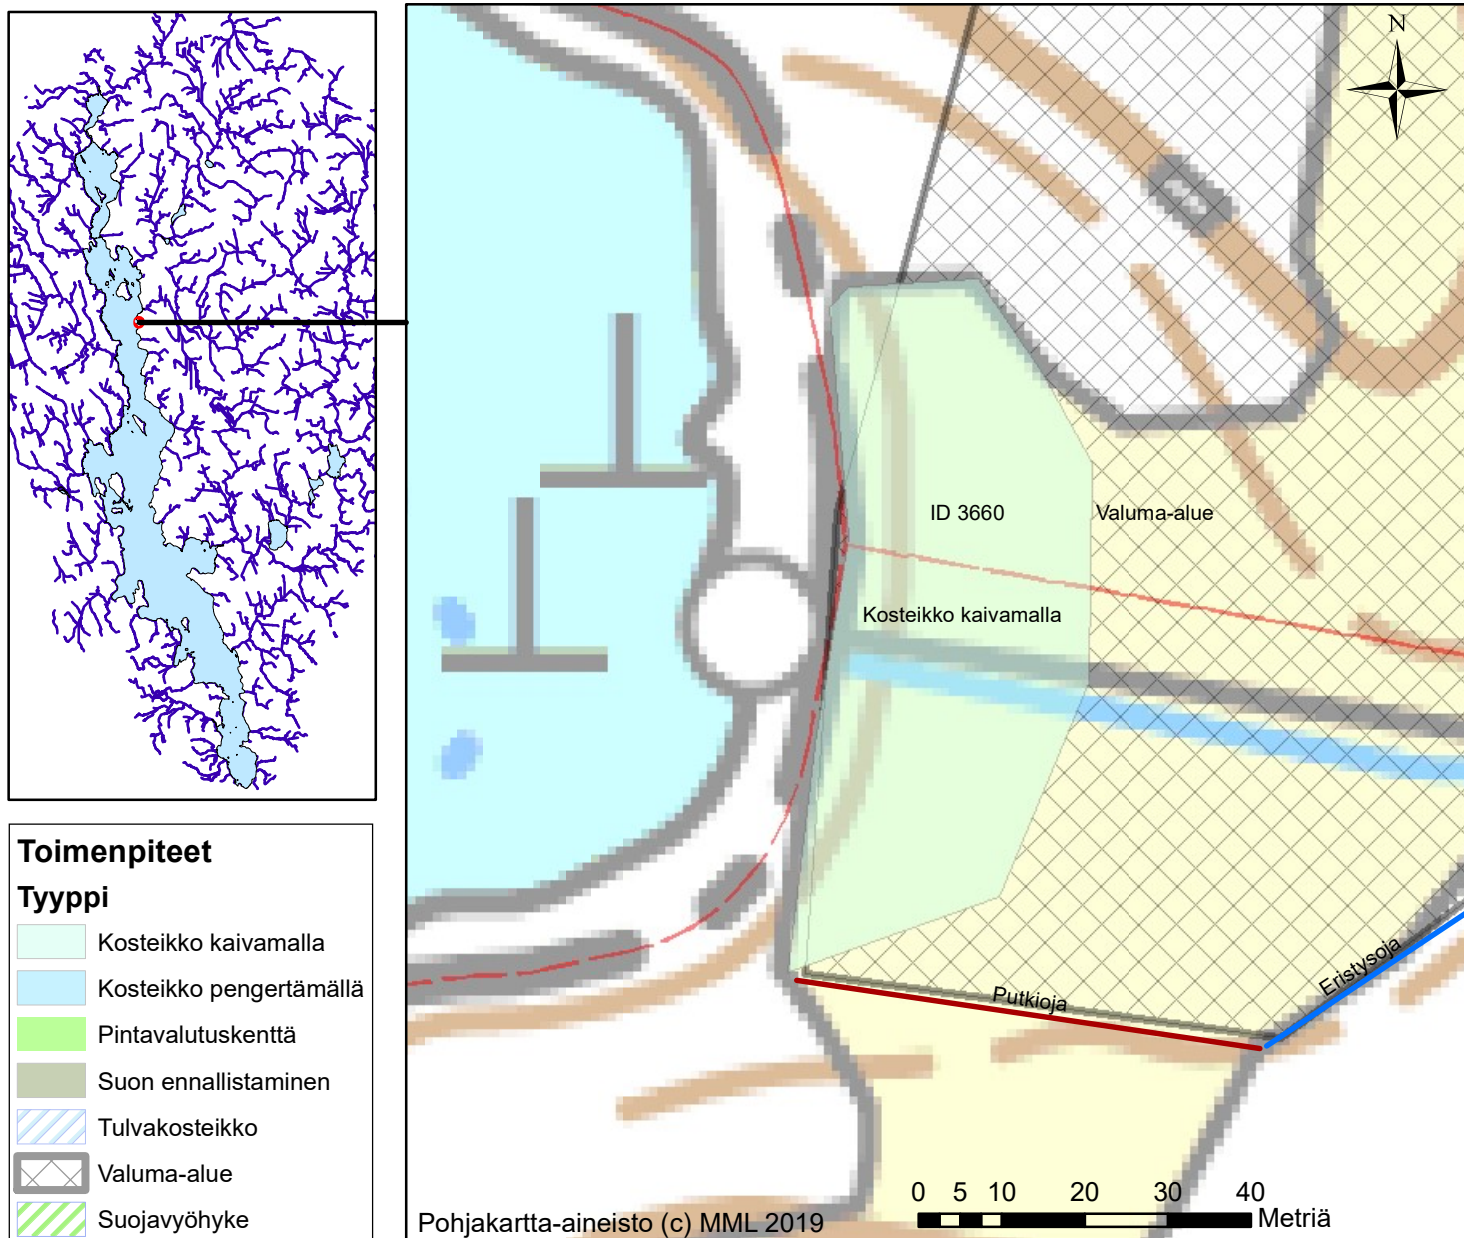 N
ID 3660
Valuma-alue
Kosteikko kaivamalla
Putkioja
Eristysoja
Toimenpiteet
Tyyppi
Kosteikko kaivamalla
Kosteikko pengertämällä
Pintavalutuskenttä
Suon ennallistaminen
Tulvakosteikko
Valuma-alue
Suojavyöhyke
0 5 10 20 30 40
Metriä
Pohjakartta-aineisto (c) MML 2019